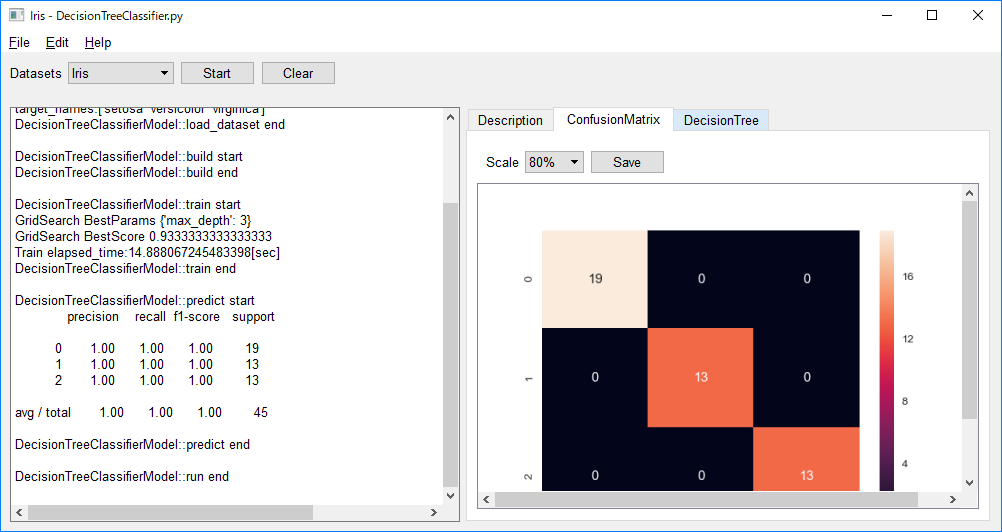 Iris - DecisionTreeClassifier.py
File Edit Help
Datasets Iris Start Clear
target_names:['setosa' 'versicolor' 'virginica']
DecisionTreeClassifierModel::load_dataset end
DecisionTreeClassifierModel::build start
DecisionTreeClassifierModel::build end
DecisionTreeClassifierModel::train start
GridSearch BestParams {'max_depth': 3}
GridSearch BestScore 0.9333333333333333
Train elapsed_time:14.888067245483398[sec]
DecisionTreeClassifierModel::train end
DecisionTreeClassifierModel::predict start
precision recall f1-score support
0 1.00 1.00 1.00 19
1 1.00 1.00 1.00 13
2 1.00 1.00 1.00 13
avg / total 1.00 1.00 1.00 45
DecisionTreeClassifierModel::predict end
DecisionTreeClassifierModel::run end
Description ConfusionMatrix DecisionTree
Scale 80% Save
0 19 0 0
1 0 13 0
2 0 0 13
16
12
8
4